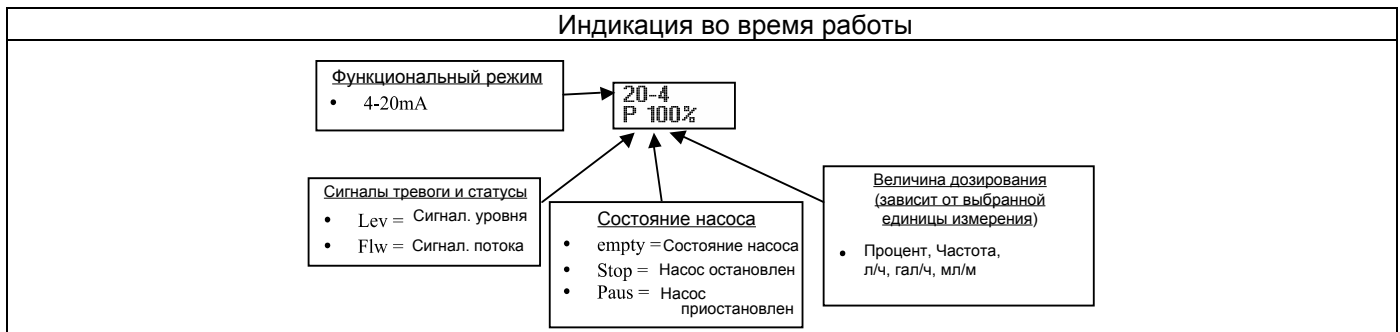 Индикация во время работы
Функциональный режим
• 4-20mA
20-4
P 100%
Сигналы тревоги и статусы
• Lev = Сигнал. уровня
• Flw = Сигнал. потока
Состояние насоса
• empty = Состояние насоса
• Stop = Насос остановлен
• Paus = Насос
приостановлен
Величина дозирования
(зависит от выбранной
единицы измерения)
• Процент, Частота,
л/ч, гал/ч, мл/м